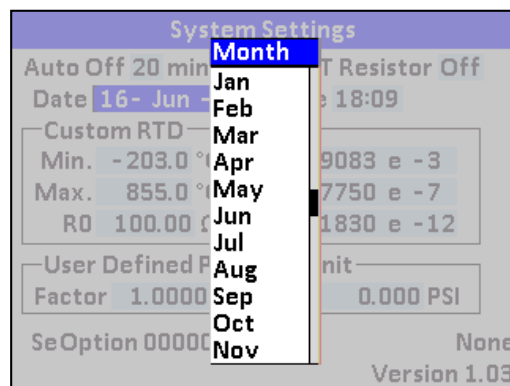 System Settings
Month
Auto Off 20 min T Resistor Off
Jan
Date 16- Jun - 18:09
Feb
Custom RTD
Mar
Min. -203.0 9083 e -3
Apr
Max. 855.0 7750 e -7
May
R0 100.00 1830 e -12
Jun
Jul
User Defined P nit
Aug
Factor 1.0000 0.000 PSI
Sep
Oct
SeOption 00000 None
Nov
Version 1.03